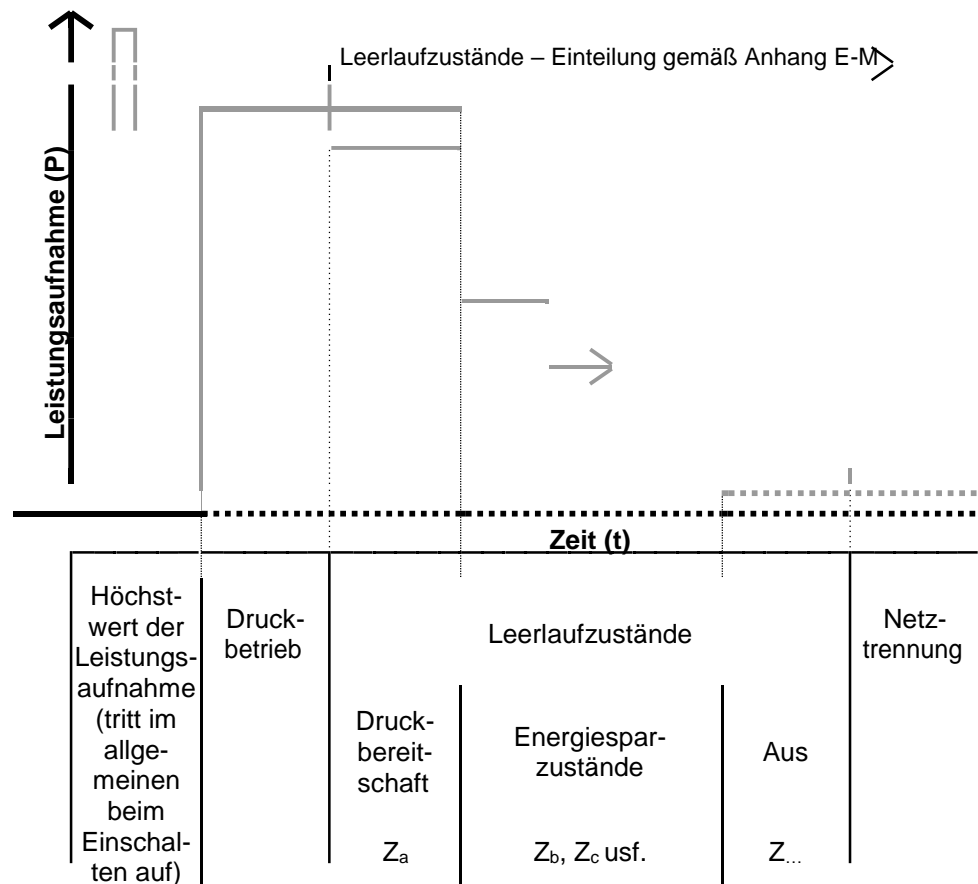 Leerlaufzustände – Einteilung gemäß Anhang E-M
Leistungsaufnahme (P)
Zeit (t)
Höchst-
wert der
Leistungs-
aufnahme
(tritt im
allge-
meinen
beim
Einschal-
ten auf)
Druck-
betrieb
Leerlaufzustände
Netz-
trennung
Druck-
bereit-
schaft
Energiespar-
zustände
Aus
Za
Zb, Zc usf.
Z...